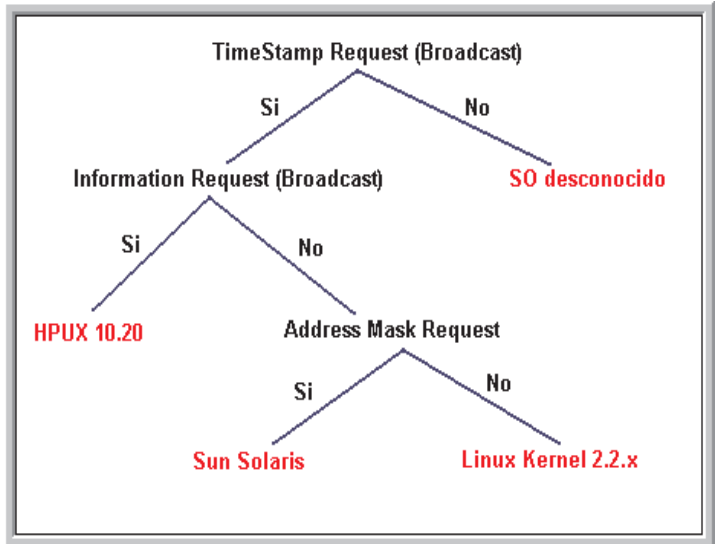 TimeStamp Request (Broadcast)
Si
No
Information Request (Broadcast)
SO desconocido
Si
No
HPUX 10.20
Address Mask Request
Si
No
Sun Solaris
Linux Kernel 2.2.x